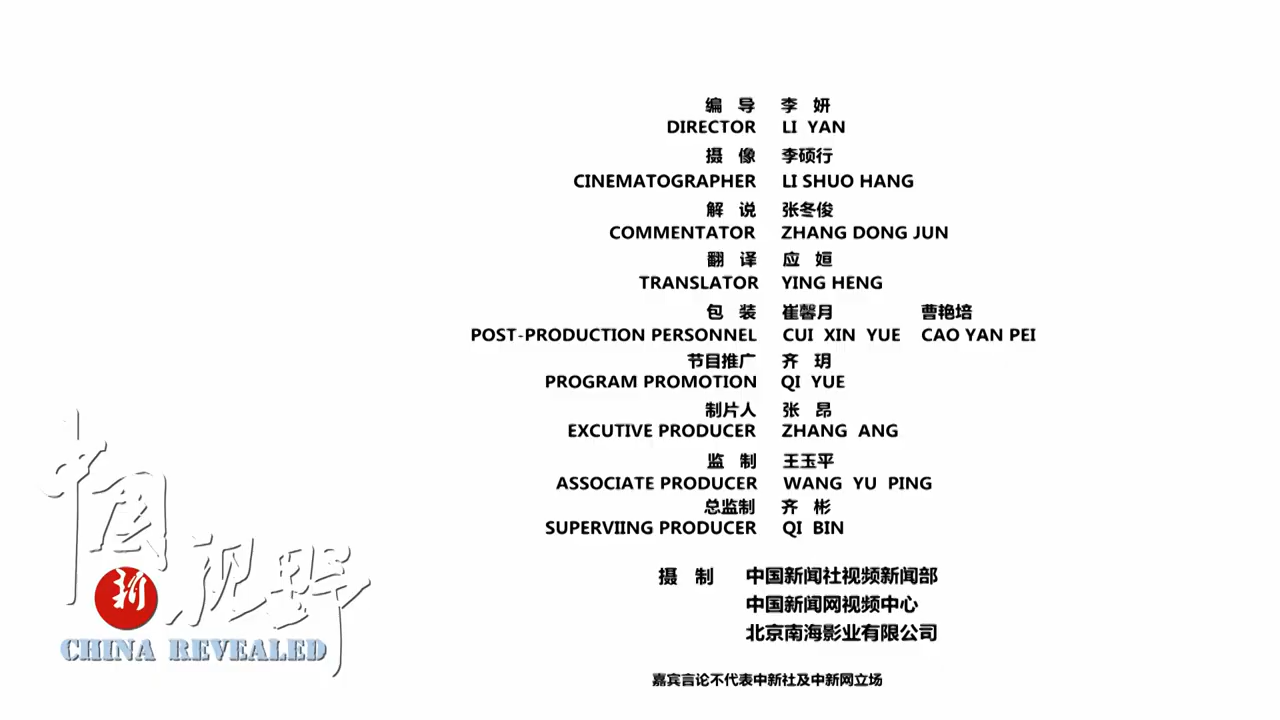 编 导 李 妍
DIRECTOR LI YAN
摄 像 李硕行
CINEMATOGRAPHER LI SHUO HANG
解 说 张冬俊
COMMENTATOR ZHANG DONG JUN
翻 译 应 姮
TRANSLATOR YING HENG
包 装 崔馨月 曹艳培
POST-PRODUCTION PERSONNEL CUI XIN YUE CAO YAN PEI
节目推广 齐 玥
PROGRAM PROMOTION QI YUE
制片人 张 昂
EXCUTIVE PRODUCER ZHANG ANG
监 制 王玉平
ASSOCIATE PRODUCER WANG YU PING
总监制 齐 彬
SUPERVIING PRODUCER QI BIN
摄 制 中国新闻社视频新闻部
中国新闻网视频中心
北京南海影业有限公司
嘉宾言论不代表中新社及中新网立场
中国新视野
CHINA REVEALED